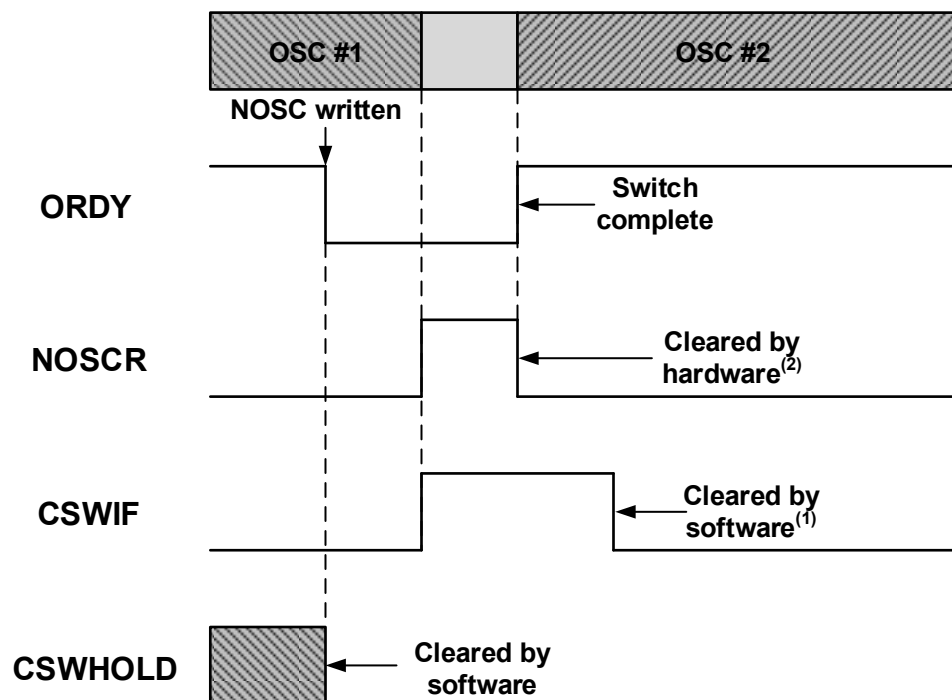 OSC #1
OSC #2
NOSC written
ORDY
Switch
complete
NOSCR
Cleared by
hardware(2)
CSWIF
Cleared by
software(1)
CSWHOLD
Cleared by
software